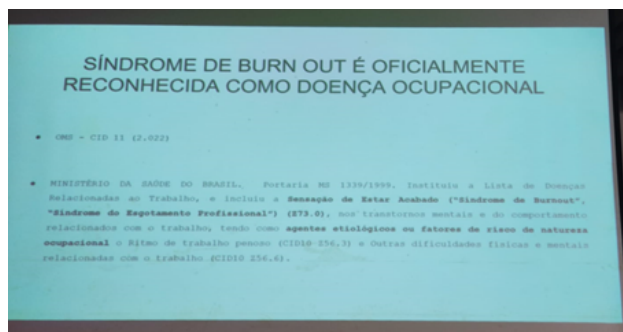 SÍNDROME DE BURN OUT É OFICIALMENTE
RECONHECIDA COMO DOENÇA OCUPACIONAL
• OMS - CID 11 (2.022)
• MINISTÉRIO DA SAÚDE DO BRASIL. Portaria MS 1339/1999. Instituiu a Lista de Doenças
Relacionadas ao Trabalho, e incluiu a Sensação de Estar Acabado ("Síndrome de Burnout",
"Síndrome do Esgotamento Profissional") (Z73.0), nos transtornos mentais e do comportamento
relacionados com o trabalho, tendo como agentes etiológicos ou fatores de risco de natureza
ocupacional o Ritmo de trabalho penoso (CID10 Z56.3) e Outras dificuldades físicas e mentais
relacionadas com o trabalho (CID10 Z56.6).